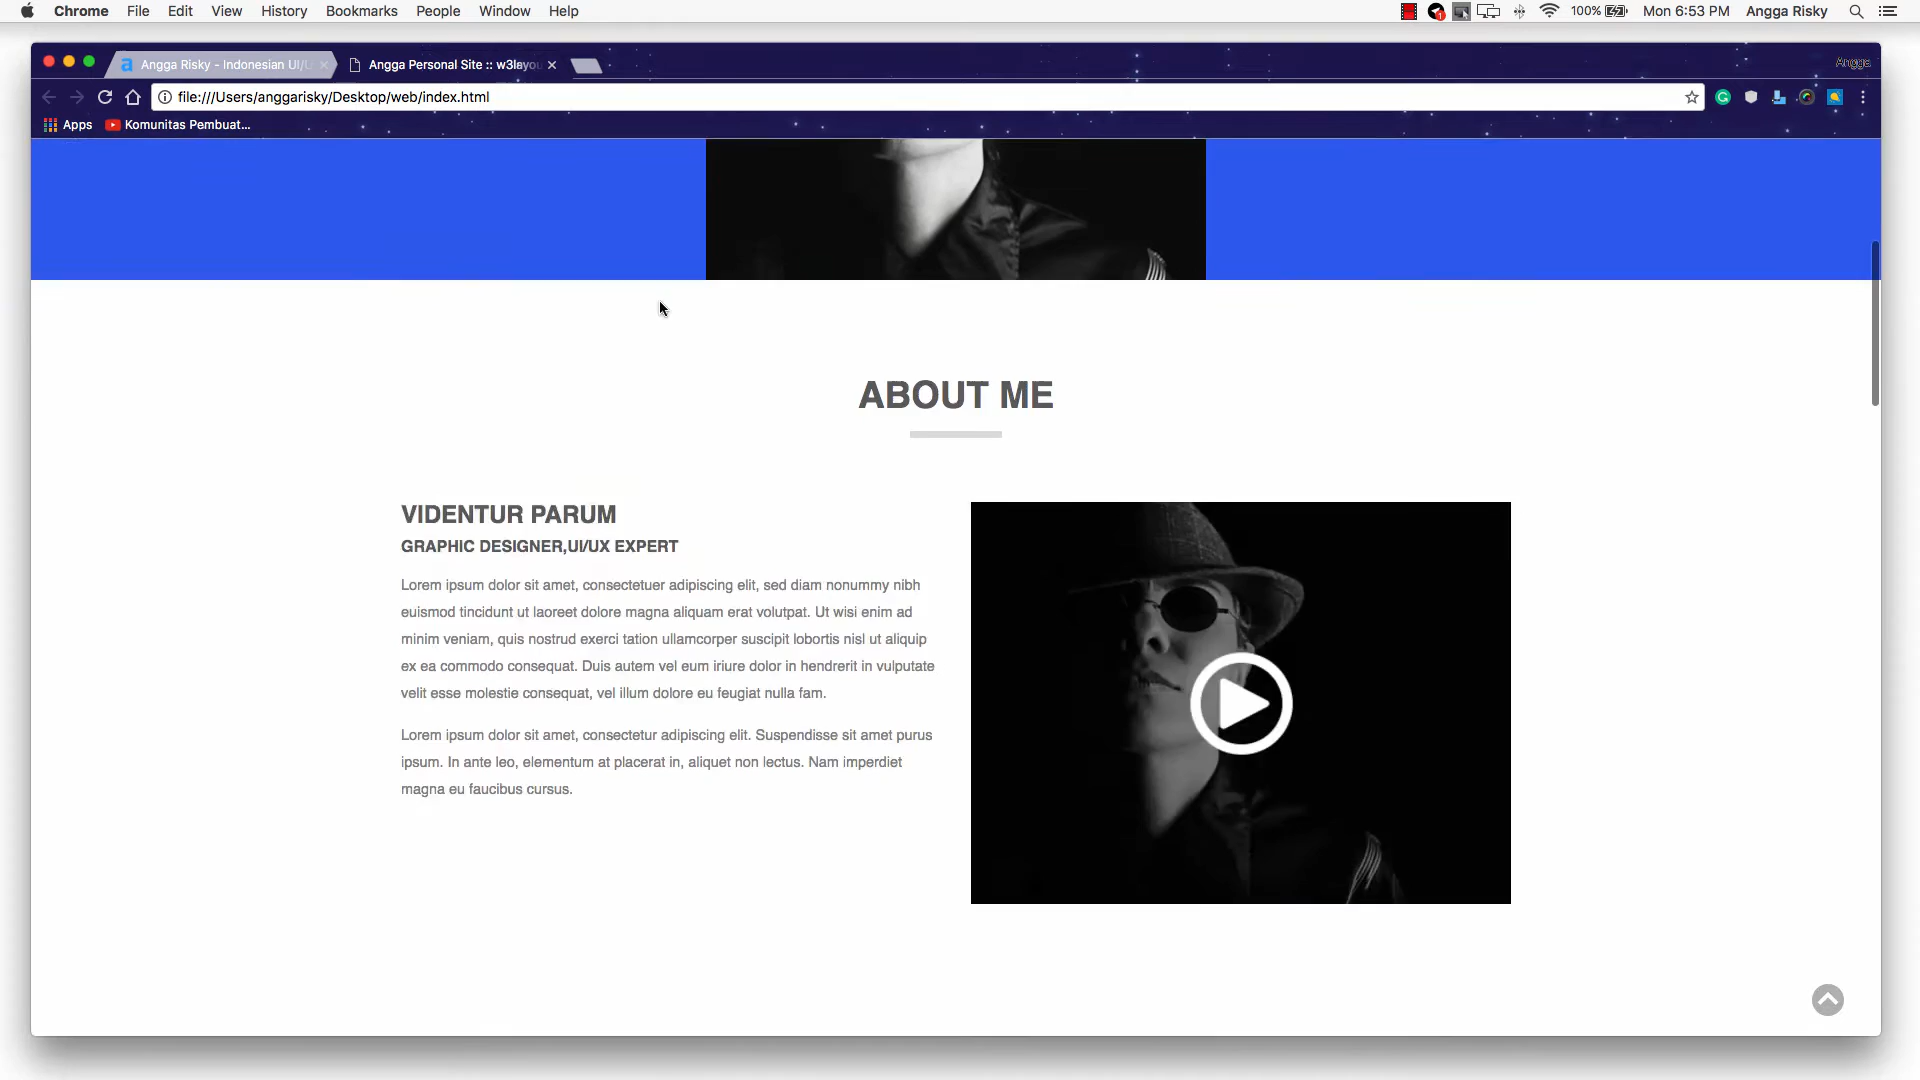 Chrome File Edit View History Bookmarks People Window Help
100% Mon 6:53 PM Angga Risky
Angga Risky - Indonesian UI/
Angga Personal Site :: w3layou
Angga
file:///Users/anggarisky/Desktop/web/index.html
Apps Komunitas Pembuat...
ABOUT ME
VIDENTUR PARUM
GRAPHIC DESIGNER,UI/UX EXPERT
Lorem ipsum dolor sit amet, consectetuer adipiscing elit, sed diam nonummy nibh
euismod tincidunt ut laoreet dolore magna aliquam erat volutpat. Ut wisi enim ad
minim veniam, quis nostrud exerci tation ullamcorper suscipit lobortis nisl ut aliquip
ex ea commodo consequat. Duis autem vel eum iriure dolor in hendrerit in vulputate
velit esse molestie consequat, vel illum dolore eu feugiat nulla fam.
Lorem ipsum dolor sit amet, consectetur adipiscing elit. Suspendisse sit amet purus
ipsum. In ante leo, elementum at placerat in, aliquet non lectus. Nam imperdiet
magna eu faucibus cursus.